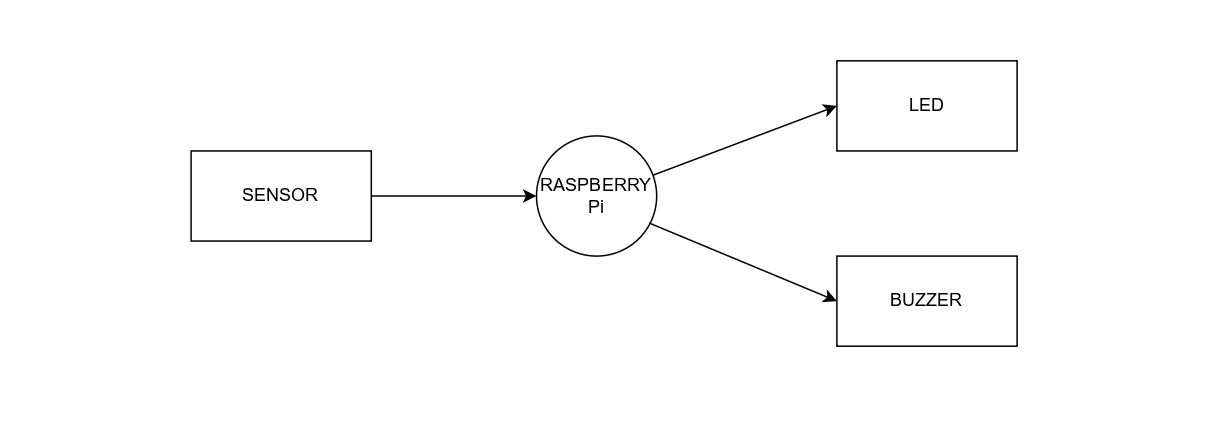 SENSOR
RASPBERRY
Pi
LED
BUZZER